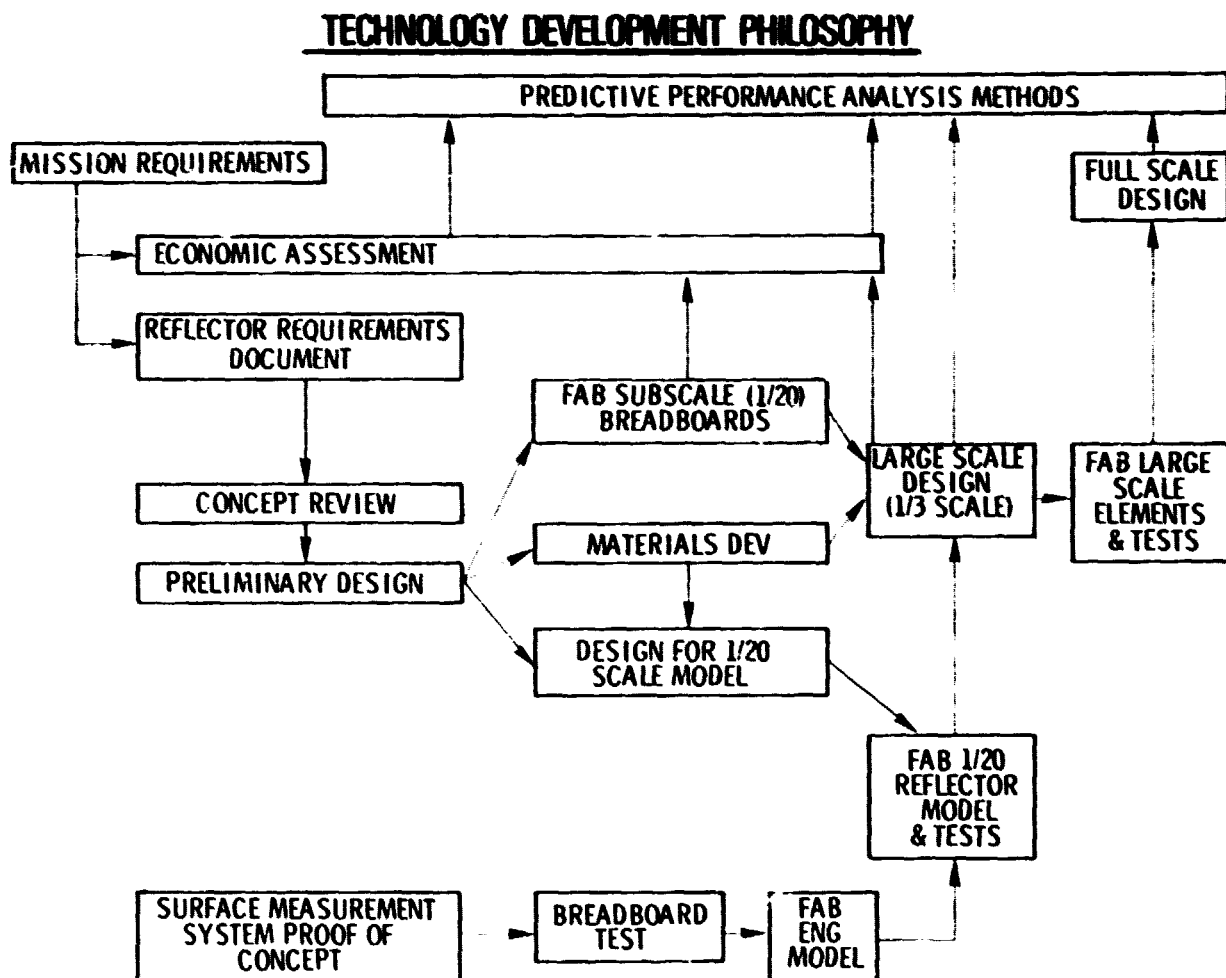 TECHNOLOGY DEVELOPMENT PHILOSOPHY
PREDICTIVE PERFORMANCE ANALYSIS METHODS
MISSION REQUIREMENTS
FULL SCALE
DESIGN
ECONOMIC ASSESSMENT
REFLECTOR REQUIREMENTS
DOCUMENT
FAB SUBSCALE (1/20)
BREADBOARDS
LARGE SCALE
DESIGN
(1/3 SCALE)
FAB LARGE
SCALE
ELEMENTS
& TESTS
CONCEPT REVIEW
MATERIALS DEV
PRELIMINARY DESIGN
DESIGN FOR 1/20
SCALE MODEL
FAB 1/20
REFLECTOR
MODEL
& TESTS
SURFACE MEASUREMENT
SYSTEM PROOF OF
CONCEPT
BREADBOARD
TEST
FAB
ENG
MODEL